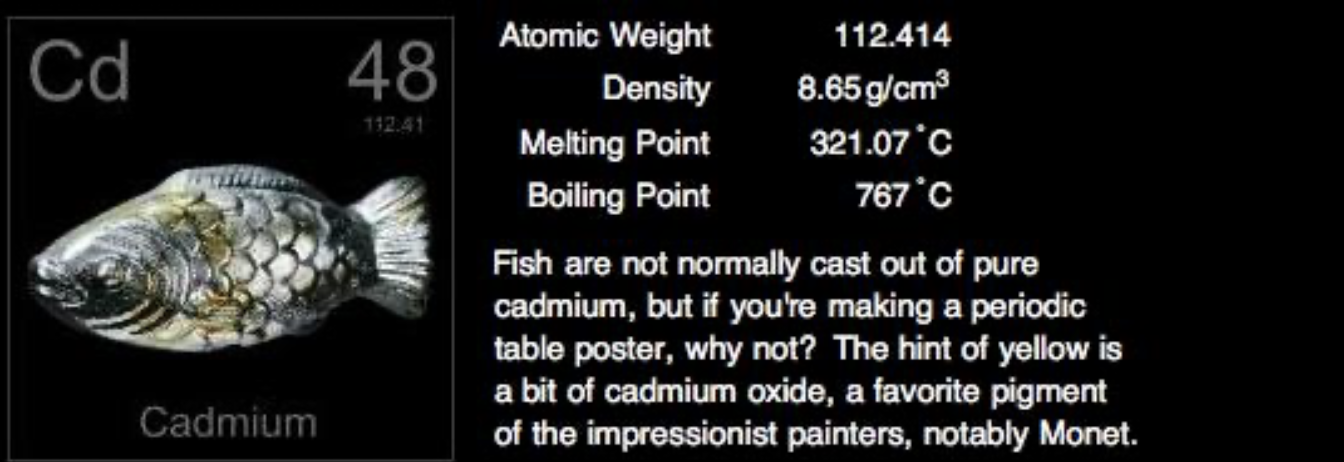 Cd 48
112.41
Cadmium
Atomic Weight 112.414
Density 8.65 g/cm³
Melting Point 321.07 °C
Boiling Point 767 °C
Fish are not normally cast out of pure
cadmium, but if you're making a periodic
table poster, why not? The hint of yellow is
a bit of cadmium oxide, a favorite pigment
of the impressionist painters, notably Monet.